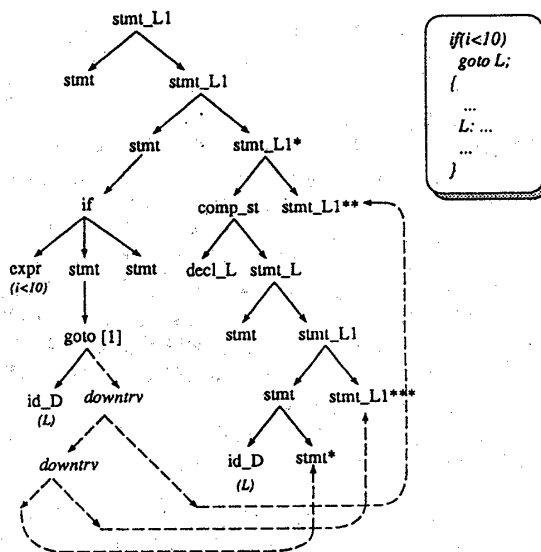 stmt_L1
stmt stmt_L1
stmt stmt_L1*
if comp_st stmt_L1**
expr stmt stmt decl_L stmt_L
(i<10)
goto [1] stmt stmt_L1
id_D downtrv stmt stmt_L1***
(L)
downtrv id_D stmt*
(L)
if(i<10)
goto L;
{
...
L: ...
...
}